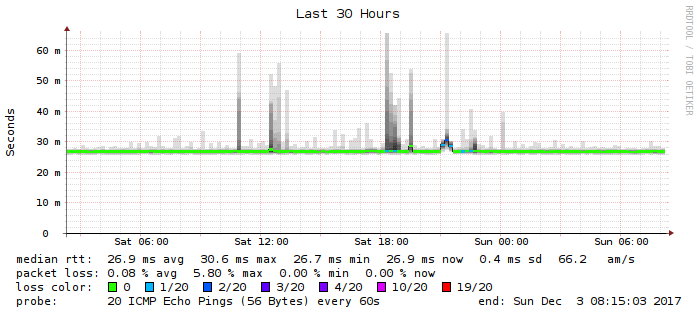 Last 30 Hours
RRDTOOL / TOBI OETIKER
Seconds
60 m
50 m
40 m
30 m
20 m
10 m
0
Sat 06:00 Sat 12:00 Sat 18:00 Sun 00:00 Sun 06:00
median rtt: 26.9 ms avg 30.6 ms max 26.7 ms min 26.9 ms now 0.4 ms sd 66.2 am/s
packet loss: 0.08 % avg 5.80 % max 0.00 % min 0.00 % now
loss color: 0 1/20 2/20 3/20 4/20 10/20 19/20
probe: 20 ICMP Echo Pings (56 Bytes) every 60s end: Sun Dec 3 08:15:03 2017